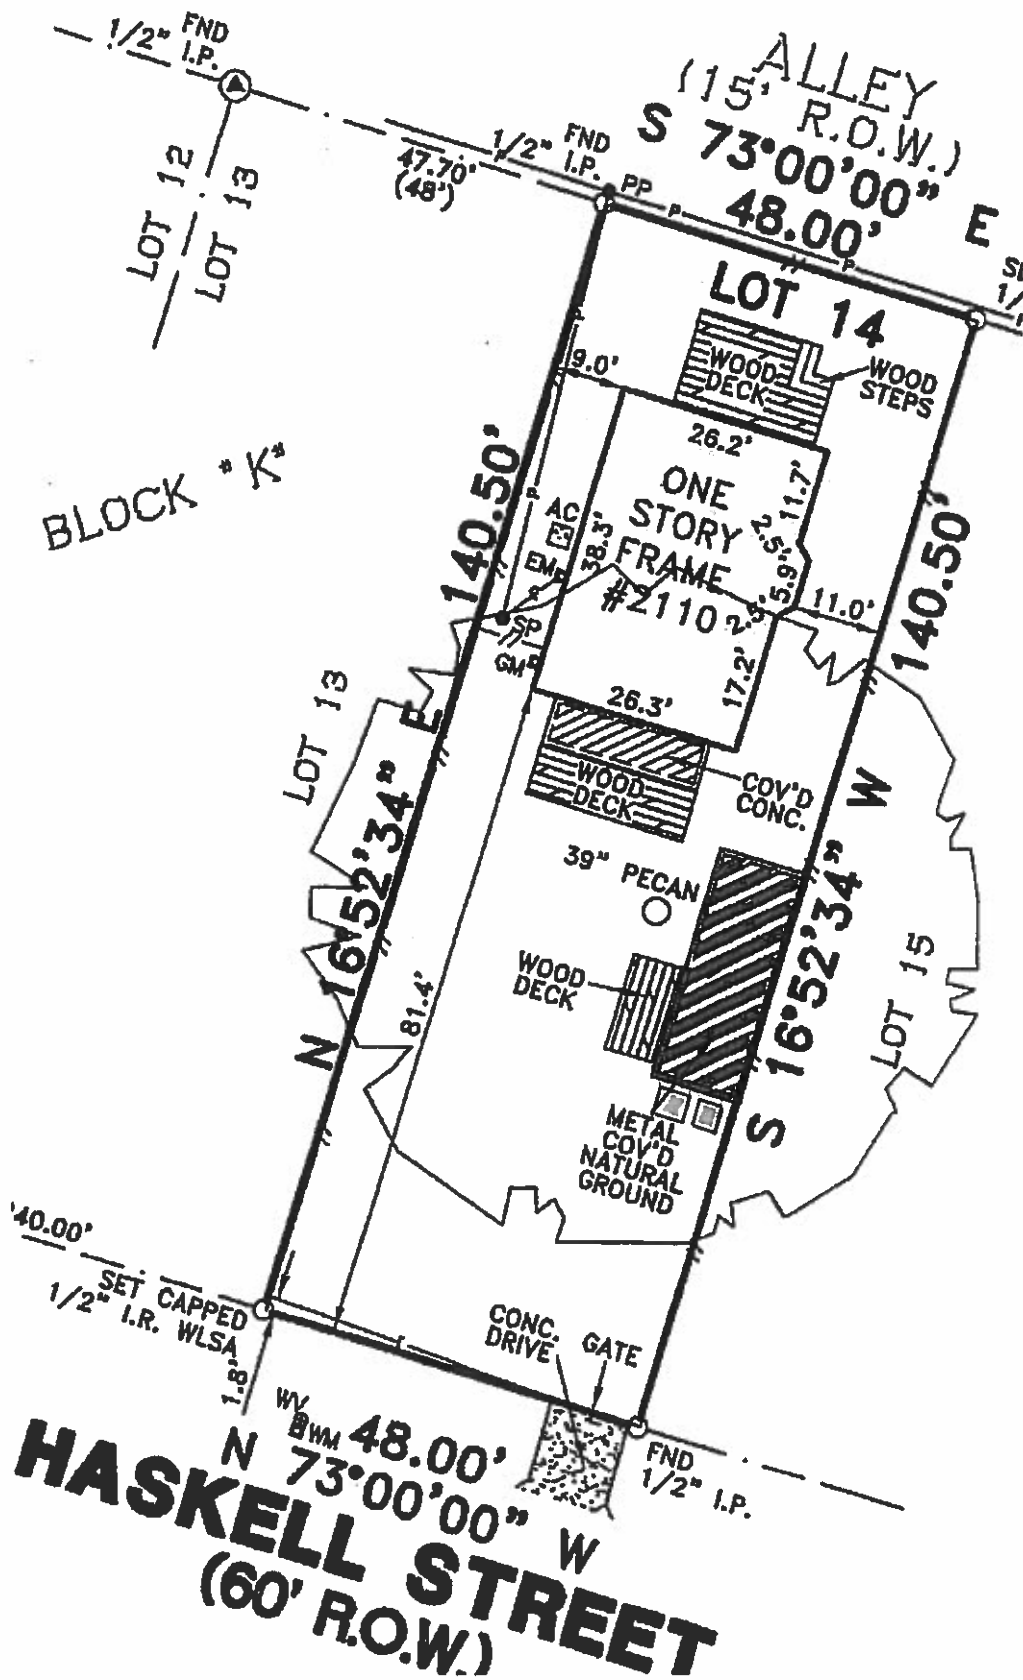 1/2" FND
I.P.
ALLEY
(15' R.O.W.)
S 73°00'00" E
48.00'
1/2" FND
I.P.
PP
47.70'
(48')
LOT 12
LOT 13
LOT 14
WOOD
DECK
WOOD
STEPS
9.0'
26.2'
BLOCK "K"
140.50'
ONE
STORY
FRAME
#2110
AC
38.3'
EM
SP
GM
11.7'
2.5'
5.9'
2.5'
11.0'
17.2'
140.50'
26.3'
LOT 13
N 16°52'34" E
WOOD
DECK
COV'D
CONC.
39" PECAN
S 16°52'34" W
LOT 15
WOOD
DECK
81.4'
METAL
COV'D
NATURAL
GROUND
40.00'
SET CAPPED
1/2" I.R. WLSA
1.8'
CONC.
DRIVE
GATE
WV
WM
48.00'
N 73°00'00" W
FND
1/2" I.P.
HASKELL STREET
(60' R.O.W.)